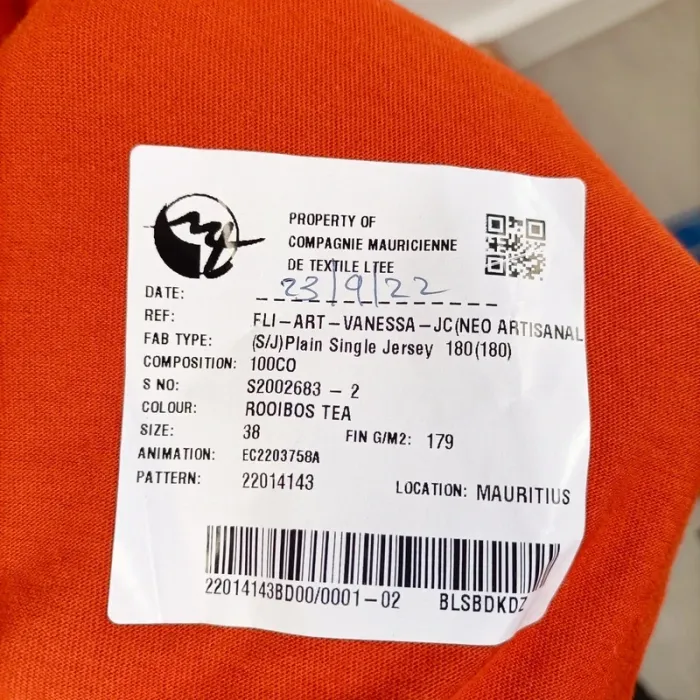 PROPERTY OF
COMPAGNIE MAURICIENNE
DE TEXTILE LTEE
DATE: 23/9/22
REF: FLI-ART-VANESSA-JC(NEO ARTISANAL
FAB TYPE: (S/J)Plain Single Jersey 180(180)
COMPOSITION: 100CO
S NO: S2002683 - 2
COLOUR: ROOIBOS TEA
SIZE: 38 FIN G/M2: 179
ANIMATION: EC2203758A
PATTERN: 22014143 LOCATION: MAURITIUS
22014143BD00/0001-02 BLSBDKDZ